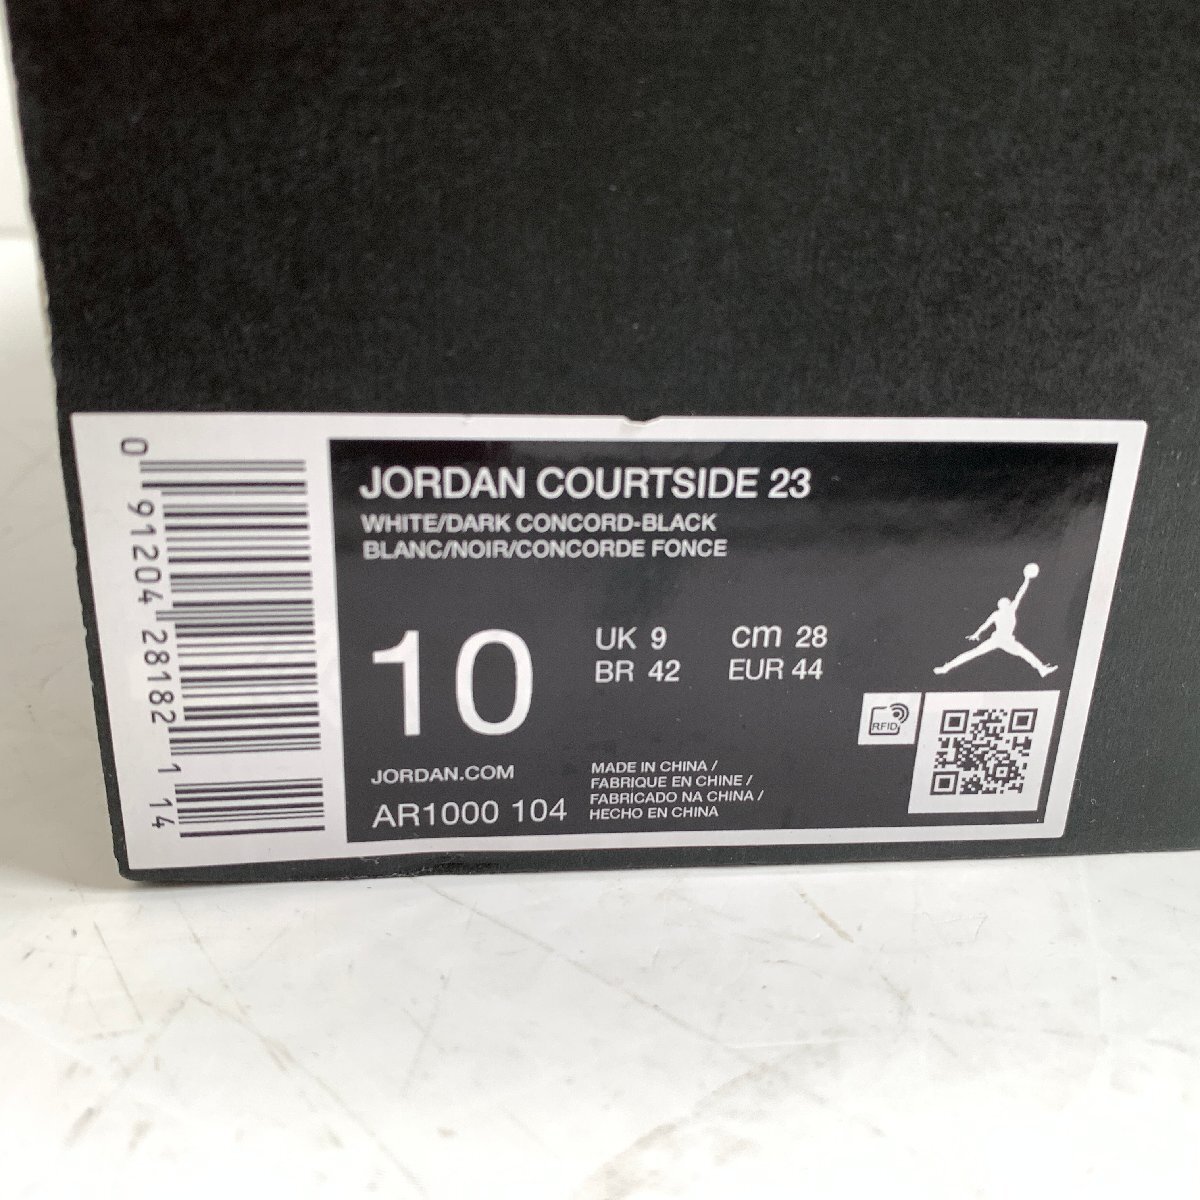 0 91204 28182 1 14
JORDAN COURTSIDE 23
WHITE/DARK CONCORD-BLACK
BLANC/NOIR/CONCORDE FONCE
10
UK 9 cm 28
BR 42 EUR 44
RFID
JORDAN.COM
AR1000 104
MADE IN CHINA /
FABRIQUE EN CHINE /
FABRICADO NA CHINA /
HECHO EN CHINA